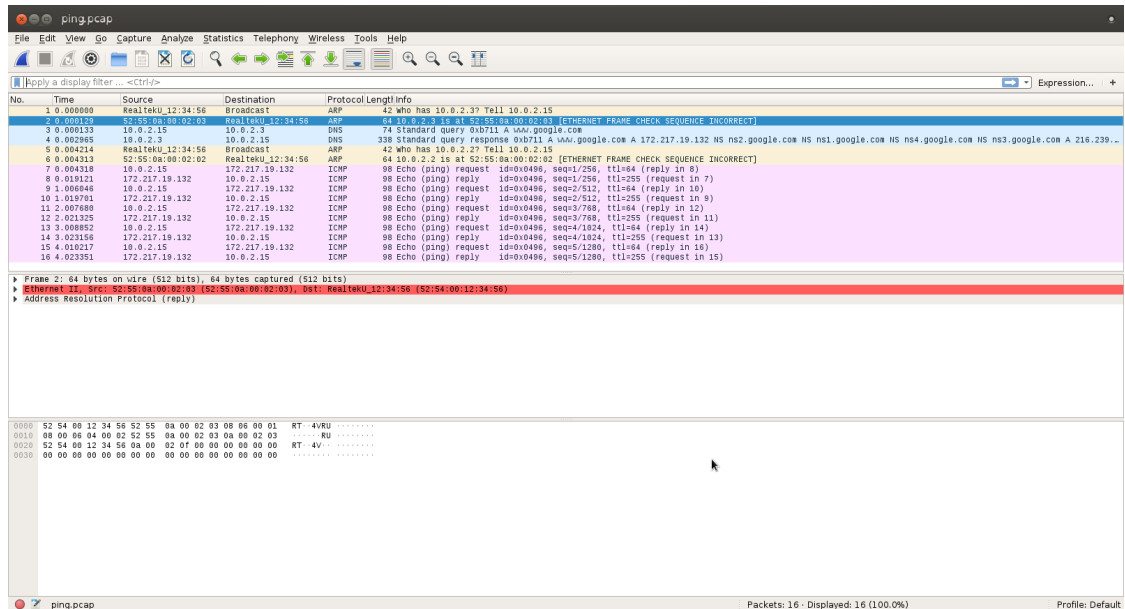 ping.pcap
File Edit View Go Capture Analyze Statistics Telephony Wireless Tools Help
Apply a display filter ... <Ctrl-/>
Expression... +
No. Time Source Destination Protocol Length Info
1 0.000000 RealtekU_12:34:56 Broadcast ARP 42 Who has 10.0.2.3? Tell 10.0.2.15
2 0.000129 52:55:0a:00:02:03 RealtekU_12:34:56 ARP 64 10.0.2.3 is at 52:55:0a:00:02:03 [ETHERNET FRAME CHECK SEQUENCE INCORRECT]
3 0.000133 10.0.2.15 10.0.2.3 DNS 74 Standard query 0xb711 A www.google.com
4 0.002965 10.0.2.3 10.0.2.15 DNS 338 Standard query response 0xb711 A www.google.com A 172.217.19.132 NS ns2.google.com NS ns1.google.com NS ns4.google.com NS ns3.google.com A 216.239...
5 0.004214 RealtekU_12:34:56 Broadcast ARP 42 Who has 10.0.2.2? Tell 10.0.2.15
6 0.004313 52:55:0a:00:02:02 RealtekU_12:34:56 ARP 64 10.0.2.2 is at 52:55:0a:00:02:02 [ETHERNET FRAME CHECK SEQUENCE INCORRECT]
7 0.004318 10.0.2.15 172.217.19.132 ICMP 98 Echo (ping) request id=0x0496, seq=1/256, ttl=64 (reply in 8)
8 0.019121 172.217.19.132 10.0.2.15 ICMP 98 Echo (ping) reply id=0x0496, seq=1/256, ttl=255 (request in 7)
9 1.006046 10.0.2.15 172.217.19.132 ICMP 98 Echo (ping) request id=0x0496, seq=2/512, ttl=64 (reply in 10)
10 1.019701 172.217.19.132 10.0.2.15 ICMP 98 Echo (ping) reply id=0x0496, seq=2/512, ttl=255 (request in 9)
11 2.007680 10.0.2.15 172.217.19.132 ICMP 98 Echo (ping) request id=0x0496, seq=3/768, ttl=64 (reply in 12)
12 2.021325 172.217.19.132 10.0.2.15 ICMP 98 Echo (ping) reply id=0x0496, seq=3/768, ttl=255 (request in 11)
13 3.008852 10.0.2.15 172.217.19.132 ICMP 98 Echo (ping) request id=0x0496, seq=4/1024, ttl=64 (reply in 14)
14 3.023156 172.217.19.132 10.0.2.15 ICMP 98 Echo (ping) reply id=0x0496, seq=4/1024, ttl=255 (request in 13)
15 4.010217 10.0.2.15 172.217.19.132 ICMP 98 Echo (ping) request id=0x0496, seq=5/1280, ttl=64 (reply in 16)
16 4.023351 172.217.19.132 10.0.2.15 ICMP 98 Echo (ping) reply id=0x0496, seq=5/1280, ttl=255 (request in 15)
Frame 2: 64 bytes on wire (512 bits), 64 bytes captured (512 bits)
Ethernet II, Src: 52:55:0a:00:02:03 (52:55:0a:00:02:03), Dst: RealtekU_12:34:56 (52:54:00:12:34:56)
Address Resolution Protocol (reply)
0000 52 54 00 12 34 56 52 55 0a 00 02 03 08 06 00 01 RT··4VRU ········
0010 08 00 06 04 00 02 52 55 0a 00 02 03 0a 00 02 03 ······RU ········
0020 52 54 00 12 34 56 0a 00 02 0f 00 00 00 00 00 00 RT··4V·· ········
0030 00 00 00 00 00 00 00 00 00 00 00 00 00 00 00 00 ········ ········
ping.pcap
Packets: 16 · Displayed: 16 (100.0%)
Profile: Default